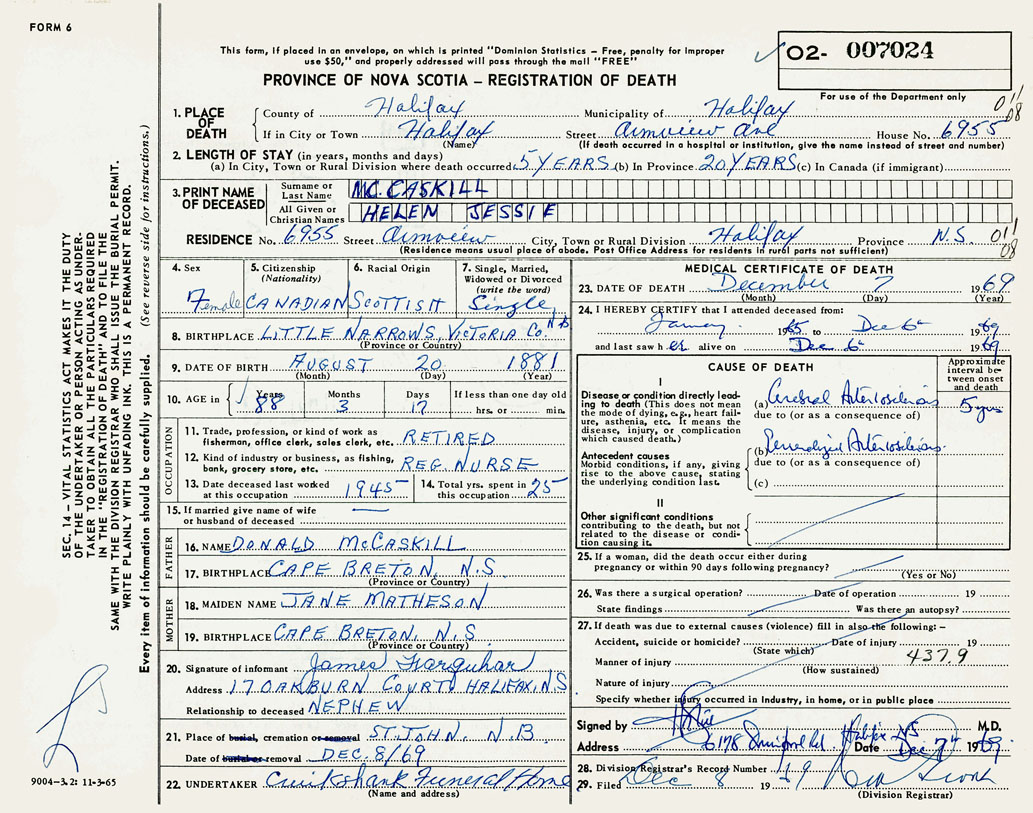 FORM 6
This form, if placed in an envelope, on which is printed "Dominion Statistics – Free, penalty for improper
use $50," and properly addressed will pass through the mail "FREE"
O2- 007024
PROVINCE OF NOVA SCOTIA – REGISTRATION OF DEATH
For use of the Department only
011
08
1. PLACE OF DEATH
County of Halifax Municipality of Halifax
If in City or Town Halifax Street Armview Ave House No. 6955
(Name) (If death occurred in a hospital or institution, give the name instead of street and number)
2. LENGTH OF STAY (in years, months and days)
(a) In City, Town or Rural Division where death occurred 5 YEARS (b) In Province 20 YEARS (c) In Canada (if immigrant)
3. PRINT NAME OF DECEASED
Surname or Last Name MC.CASKILL
All Given or Christian Names HELEN JESSIE
RESIDENCE No. 6955 Street Armview City, Town or Rural Division Halifax Province N.S. 011
08
(Residence means usual place of abode. Post Office Address for residents in rural parts not sufficient)
4. Sex
Female
5. Citizenship
(Nationality)
CANADIAN
6. Racial Origin
SCOTTISH
7. Single, Married,
Widowed or Divorced
(write the word)
Single
8. BIRTHPLACE LITTLE NARROWS, VICTORIA Co. N.S
(Province or Country)
9. DATE OF BIRTH AUGUST 20 1881
(Month) (Day) (Year)
10. AGE in Years Months Days If less than one day old
88 3 17 hrs. or min.
OCCUPATION
11. Trade, profession, or kind of work as
fisherman, office clerk, sales clerk, etc. RETIRED
12. Kind of industry or business, as fishing,
bank, grocery store, etc. REG. NURSE
13. Date deceased last worked
at this occupation 1945
14. Total yrs. spent in
this occupation 25
15. If married give name of wife
or husband of deceased —
FATHER
16. NAME DONALD McCASKILL
17. BIRTHPLACE CAPE BRETON, N.S.
(Province or Country)
MOTHER
18. MAIDEN NAME JANE MATHESON
19. BIRTHPLACE CAPE BRETON, N.S
(Province or Country)
20. Signature of informant James Farquhar
Address 17 OAKBURN COURT, HALIFAX, N.S
Relationship to deceased NEPHEW
21. Place of burial, cremation or removal ST. JOHN, N.B
Date of burial or removal DEC. 8/69
22. UNDERTAKER Cruikshank Funeral Home
(Name and address)
MEDICAL CERTIFICATE OF DEATH
23. DATE OF DEATH December 7 1969
(Month) (Day) (Year)
24. I HEREBY CERTIFY that I attended deceased from:
1965 to Dec 6 1969
and last saw her alive on Dec 6 1969
CAUSE OF DEATH
Approximate
interval be-
tween onset
and death
I
Disease or condition directly lead-
ing to death (This does not mean
the mode of dying, e.g., heart fail-
ure, asthenia, etc. It means the
disease, injury, or complication
which caused death.)
(a) Cerebral Arteriosclerosis 5 yrs
due to (or as a consequence of)
Antecedent causes
Morbid conditions, if any, giving
rise to the above cause, stating
the underlying condition last.
(b) Generalized Arteriosclerosis
due to (or as a consequence of)
(c)
II
Other significant conditions
contributing to the death, but not
related to the disease or condi-
tion causing it.
25. If a woman, did the death occur either during
pregnancy or within 90 days following pregnancy?
(Yes or No)
26. Was there a surgical operation? Date of operation 19
State findings Was there an autopsy?
27. If death was due to external causes (violence) fill in also the following: –
Accident, suicide or homicide? Date of injury 19
(State which)
Manner of injury 437.9
(How sustained)
Nature of injury
Specify whether injury occurred in Industry, in home, or in public place
Signed by M.D.
Address 6178 Halifax NS Date Dec 7 1969
28. Division Registrar's Record Number
29. Filed Dec 8 19
(Division Registrar)
SEC. 14 – VITAL STATISTICS ACT MAKES IT THE DUTY
OF THE UNDERTAKER OR PERSON ACTING AS UNDER-
TAKER TO OBTAIN ALL THE PARTICULARS REQUIRED
IN THE "REGISTRATION OF DEATH" AND TO FILE THE
SAME WITH THE DIVISION REGISTRAR WHO SHALL ISSUE THE BURIAL PERMIT.
WRITE PLAINLY WITH UNFADING INK. THIS IS A PERMANENT RECORD.
Every item of information should be carefully supplied. (See reverse side for instructions.)
9004-3.2: 11-3-65